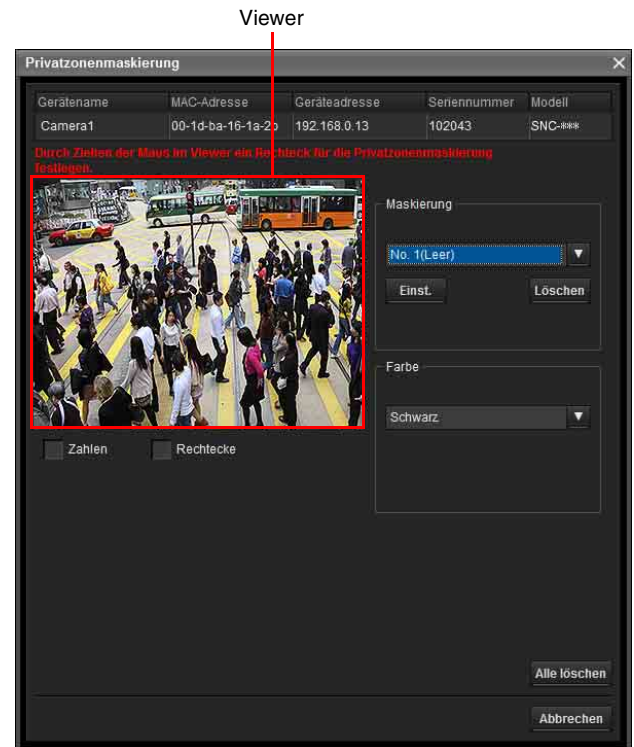 Viewer
Privatzonenmaskierung
Gerätename MAC-Adresse Geräteadresse Seriennummer Modell
Camera1 00-1d-ba-16-1a-2b 192.168.0.13 102043 SNC-***
Durch Ziehen der Maus im Viewer ein Rechteck für die Privatzonenmaskierung
festlegen.
Maskierung
No. 1(Leer)
Einst. Löschen
Farbe
Schwarz
Zahlen Rechtecke
Alle löschen
Abbrechen